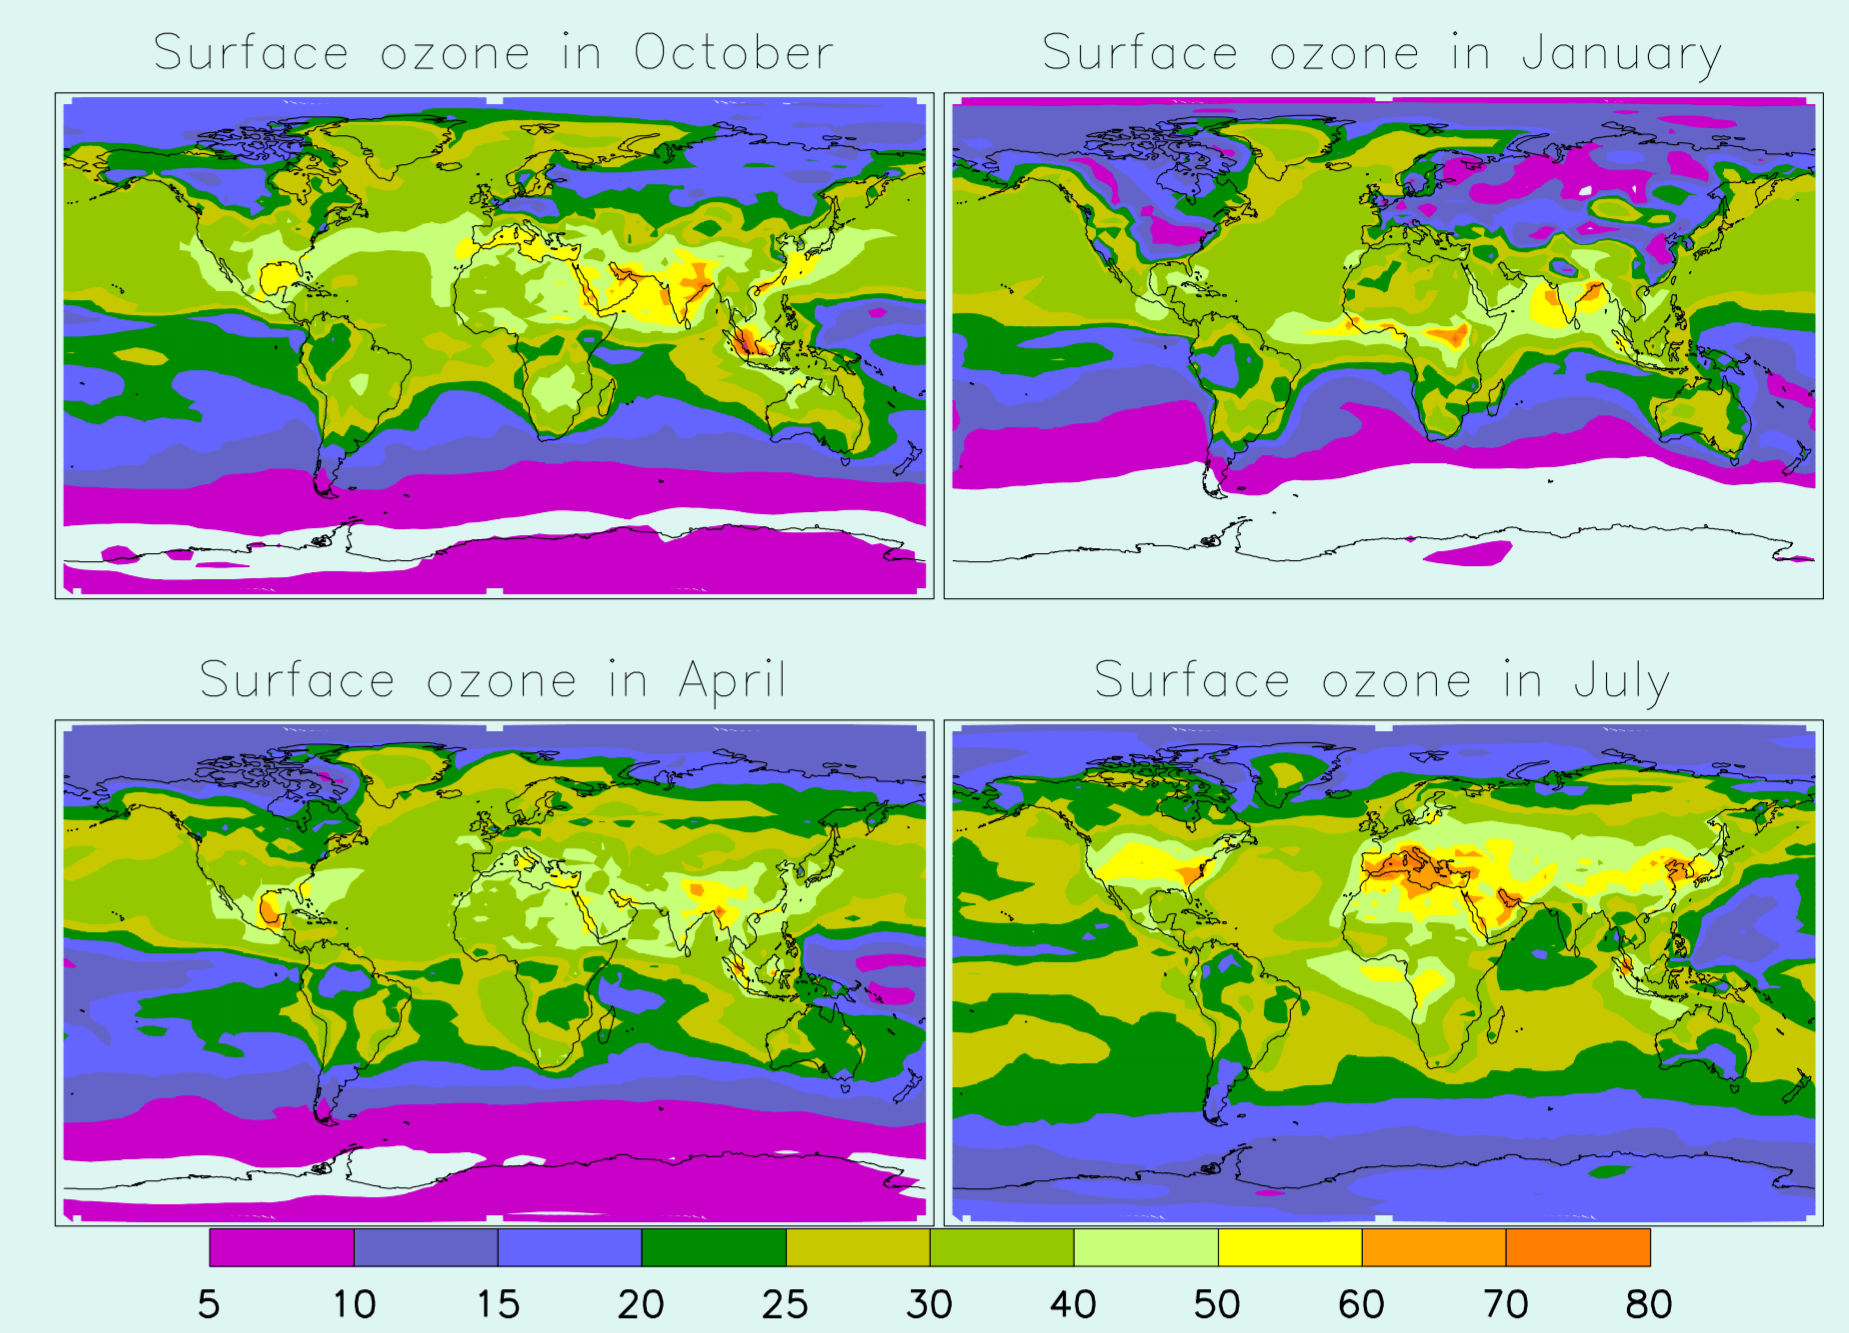 Surface ozone in October
Surface ozone in January
Surface ozone in April
Surface ozone in July
5 10 15 20 25 30 40 50 60 70 80